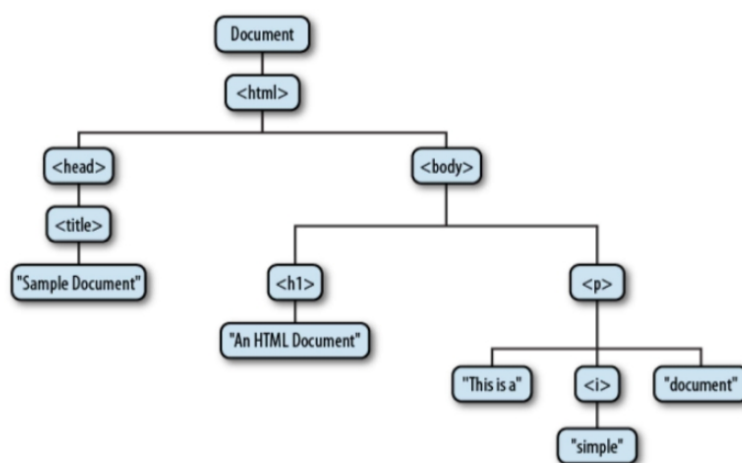 Document
<html>
<head>
<body>
<title>
"Sample Document"
<h1>
<p>
"An HTML Document"
"This is a"
<i>
"document"
"simple"